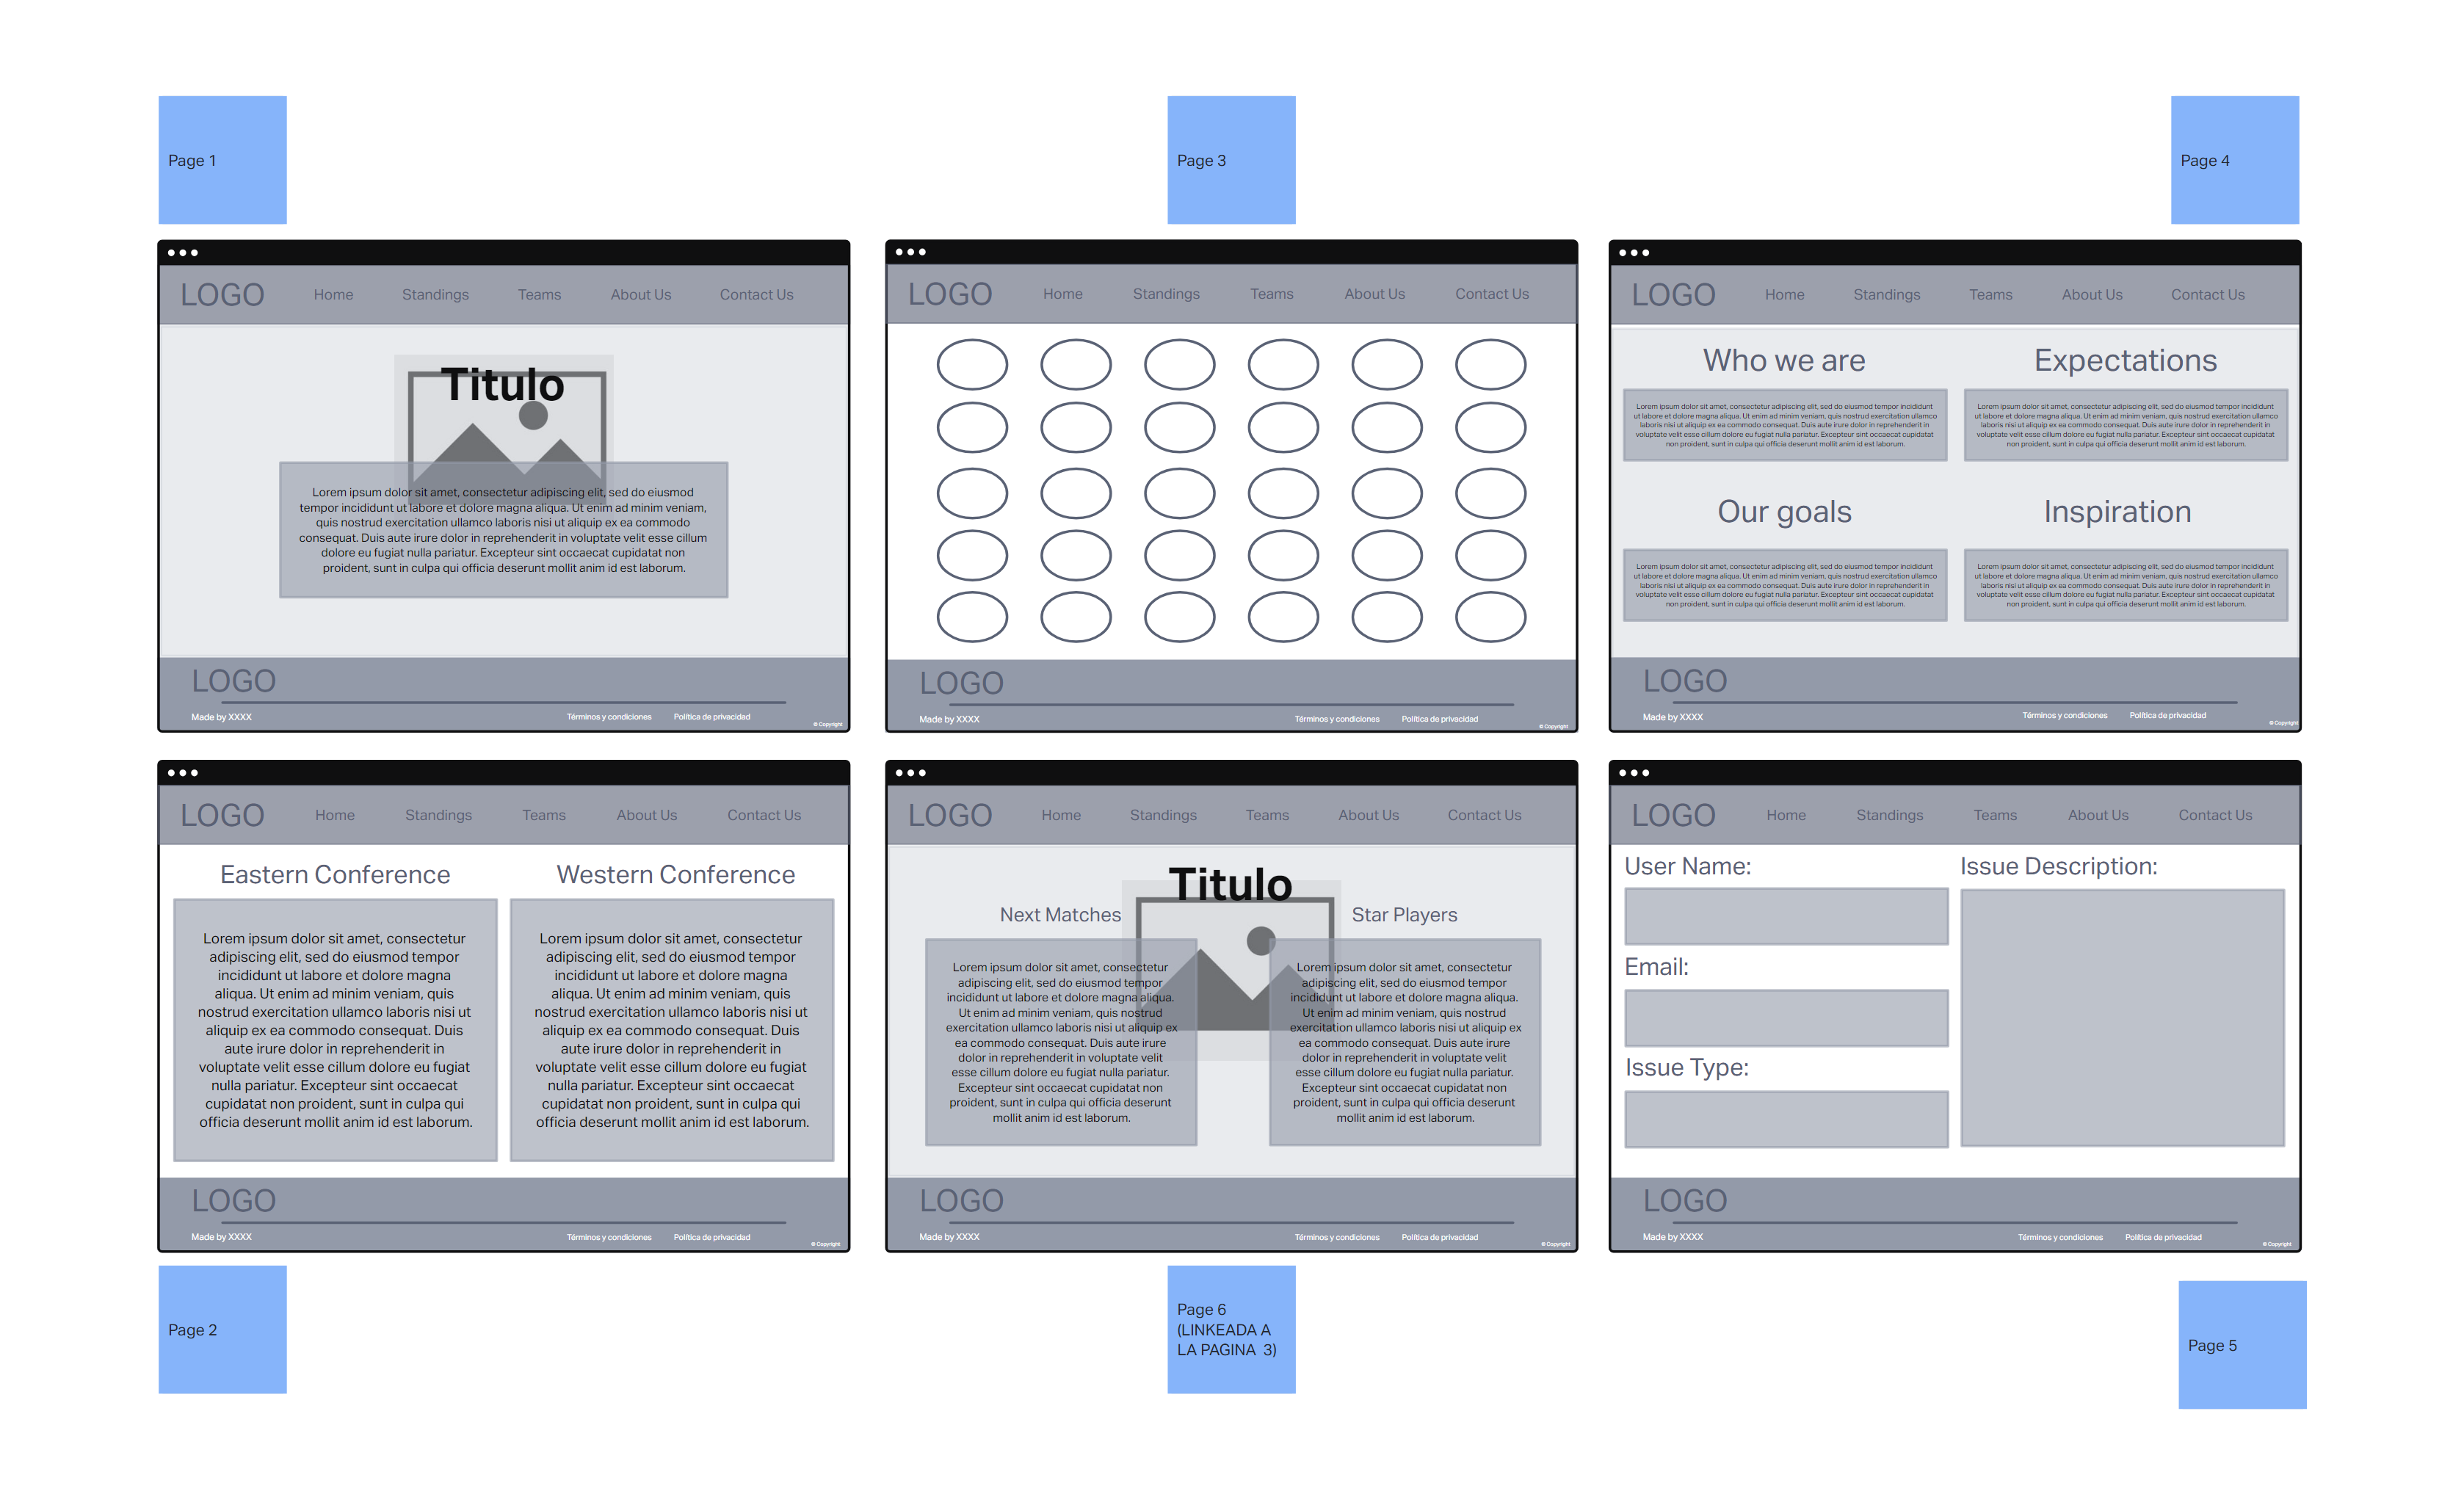 Page 1
Page 3
Page 4
LOGO Home Standings Teams About Us Contact Us
Titulo
Lorem ipsum dolor sit amet, consectetur adipiscing elit, sed do eiusmod
tempor incididunt ut labore et dolore magna aliqua. Ut enim ad minim veniam,
quis nostrud exercitation ullamco laboris nisi ut aliquip ex ea commodo
consequat. Duis aute irure dolor in reprehenderit in voluptate velit esse cillum
dolore eu fugiat nulla pariatur. Excepteur sint occaecat cupidatat non
proident, sunt in culpa qui officia deserunt mollit anim id est laborum.
LOGO
Made by XXXX Términos y condiciones Política de privacidad © Copyright
LOGO Home Standings Teams About Us Contact Us
LOGO
Made by XXXX Términos y condiciones Política de privacidad © Copyright
LOGO Home Standings Teams About Us Contact Us
Who we are
Lorem ipsum dolor sit amet, consectetur adipiscing elit, sed do eiusmod tempor incididunt
ut labore et dolore magna aliqua. Ut enim ad minim veniam, quis nostrud exercitation ullamco
laboris nisi ut aliquip ex ea commodo consequat. Duis aute irure dolor in reprehenderit in
voluptate velit esse cillum dolore eu fugiat nulla pariatur. Excepteur sint occaecat cupidatat
non proident, sunt in culpa qui officia deserunt mollit anim id est laborum.
Expectations
Lorem ipsum dolor sit amet, consectetur adipiscing elit, sed do eiusmod tempor incididunt
ut labore et dolore magna aliqua. Ut enim ad minim veniam, quis nostrud exercitation ullamco
laboris nisi ut aliquip ex ea commodo consequat. Duis aute irure dolor in reprehenderit in
voluptate velit esse cillum dolore eu fugiat nulla pariatur. Excepteur sint occaecat cupidatat
non proident, sunt in culpa qui officia deserunt mollit anim id est laborum.
Our goals
Lorem ipsum dolor sit amet, consectetur adipiscing elit, sed do eiusmod tempor incididunt
ut labore et dolore magna aliqua. Ut enim ad minim veniam, quis nostrud exercitation ullamco
laboris nisi ut aliquip ex ea commodo consequat. Duis aute irure dolor in reprehenderit in
voluptate velit esse cillum dolore eu fugiat nulla pariatur. Excepteur sint occaecat cupidatat
non proident, sunt in culpa qui officia deserunt mollit anim id est laborum.
Inspiration
Lorem ipsum dolor sit amet, consectetur adipiscing elit, sed do eiusmod tempor incididunt
ut labore et dolore magna aliqua. Ut enim ad minim veniam, quis nostrud exercitation ullamco
laboris nisi ut aliquip ex ea commodo consequat. Duis aute irure dolor in reprehenderit in
voluptate velit esse cillum dolore eu fugiat nulla pariatur. Excepteur sint occaecat cupidatat
non proident, sunt in culpa qui officia deserunt mollit anim id est laborum.
LOGO
Made by XXXX Términos y condiciones Política de privacidad © Copyright
LOGO Home Standings Teams About Us Contact Us
Eastern Conference
Lorem ipsum dolor sit amet, consectetur
adipiscing elit, sed do eiusmod tempor
incididunt ut labore et dolore magna
aliqua. Ut enim ad minim veniam, quis
nostrud exercitation ullamco laboris nisi ut
aliquip ex ea commodo consequat. Duis
aute irure dolor in reprehenderit in
voluptate velit esse cillum dolore eu fugiat
nulla pariatur. Excepteur sint occaecat
cupidatat non proident, sunt in culpa qui
officia deserunt mollit anim id est laborum.
Western Conference
Lorem ipsum dolor sit amet, consectetur
adipiscing elit, sed do eiusmod tempor
incididunt ut labore et dolore magna
aliqua. Ut enim ad minim veniam, quis
nostrud exercitation ullamco laboris nisi ut
aliquip ex ea commodo consequat. Duis
aute irure dolor in reprehenderit in
voluptate velit esse cillum dolore eu fugiat
nulla pariatur. Excepteur sint occaecat
cupidatat non proident, sunt in culpa qui
officia deserunt mollit anim id est laborum.
LOGO
Made by XXXX Términos y condiciones Política de privacidad © Copyright
LOGO Home Standings Teams About Us Contact Us
Titulo
Next Matches
Lorem ipsum dolor sit amet, consectetur
adipiscing elit, sed do eiusmod tempor
incididunt ut labore et dolore magna aliqua.
Ut enim ad minim veniam, quis nostrud
exercitation ullamco laboris nisi ut aliquip ex
ea commodo consequat. Duis aute irure
dolor in reprehenderit in voluptate velit
esse cillum dolore eu fugiat nulla pariatur.
Excepteur sint occaecat cupidatat non
proident, sunt in culpa qui officia deserunt
mollit anim id est laborum.
Star Players
Lorem ipsum dolor sit amet, consectetur
adipiscing elit, sed do eiusmod tempor
incididunt ut labore et dolore magna aliqua.
Ut enim ad minim veniam, quis nostrud
exercitation ullamco laboris nisi ut aliquip ex
ea commodo consequat. Duis aute irure
dolor in reprehenderit in voluptate velit
esse cillum dolore eu fugiat nulla pariatur.
Excepteur sint occaecat cupidatat non
proident, sunt in culpa qui officia deserunt
mollit anim id est laborum.
LOGO
Made by XXXX Términos y condiciones Política de privacidad © Copyright
LOGO Home Standings Teams About Us Contact Us
User Name:
Email:
Issue Type:
Issue Description:
LOGO
Made by XXXX Términos y condiciones Política de privacidad © Copyright
Page 2
Page 6
(LINKEADA A
LA PAGINA 3)
Page 5